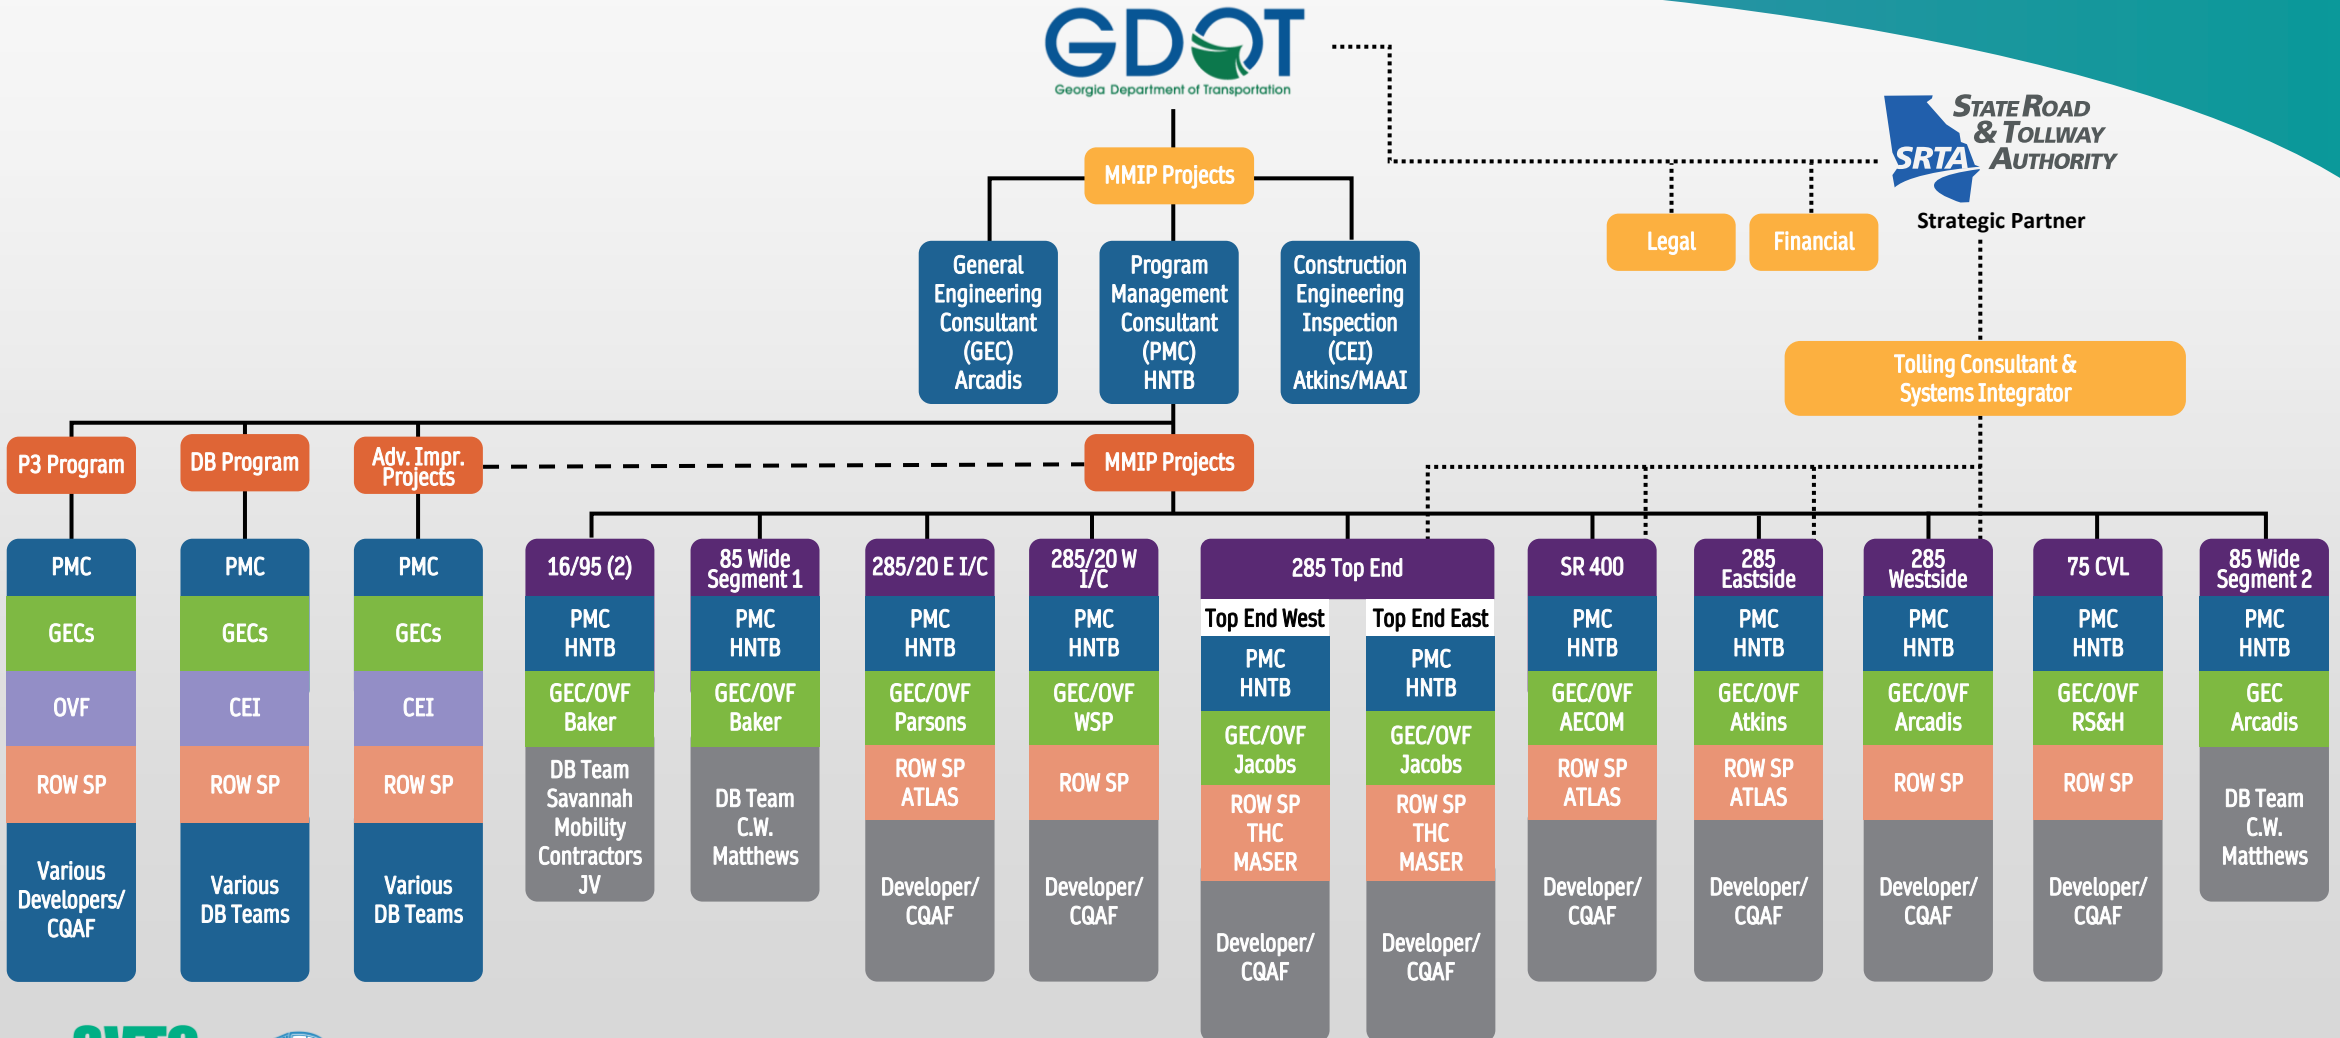 GDOT
Georgia Department of Transportation
STATE ROAD
& TOLLWAY
AUTHORITY
SRTA
Strategic Partner
MMIP Projects
Legal
Financial
General
Engineering
Consultant
(GEC)
Arcadis
Program
Management
Consultant
(PMC)
HNTB
Construction
Engineering
Inspection
(CEI)
Atkins/MAAI
Tolling Consultant &
Systems Integrator
P3 Program
DB Program
Adv. Impr.
Projects
MMIP Projects
PMC
GECs
OVF
ROW SP
Various
Developers/
CQAF
PMC
GECs
CEI
ROW SP
Various
DB Teams
PMC
GECs
CEI
ROW SP
Various
DB Teams
16/95 (2)
PMC
HNTB
GEC/OVF
Baker
DB Team
Savannah
Mobility
Contractors
JV
85 Wide
Segment 1
PMC
HNTB
GEC/OVF
Baker
DB Team
C.W.
Matthews
285/20 E I/C
PMC
HNTB
GEC/OVF
Parsons
ROW SP
ATLAS
Developer/
CQAF
285/20 W
I/C
PMC
HNTB
GEC/OVF
WSP
ROW SP
Developer/
CQAF
285 Top End
Top End West
PMC
HNTB
GEC/OVF
Jacobs
ROW SP
THC
MASER
Developer/
CQAF
Top End East
PMC
HNTB
GEC/OVF
Jacobs
ROW SP
THC
MASER
Developer/
CQAF
SR 400
PMC
HNTB
GEC/OVF
AECOM
ROW SP
ATLAS
Developer/
CQAF
285
Eastside
PMC
HNTB
GEC/OVF
Atkins
ROW SP
ATLAS
Developer/
CQAF
285
Westside
PMC
HNTB
GEC/OVF
Arcadis
ROW SP
Developer/
CQAF
75 CVL
PMC
HNTB
GEC/OVF
RS&H
ROW SP
Developer/
CQAF
85 Wide
Segment 2
PMC
HNTB
GEC
Arcadis
DB Team
C.W.
Matthews